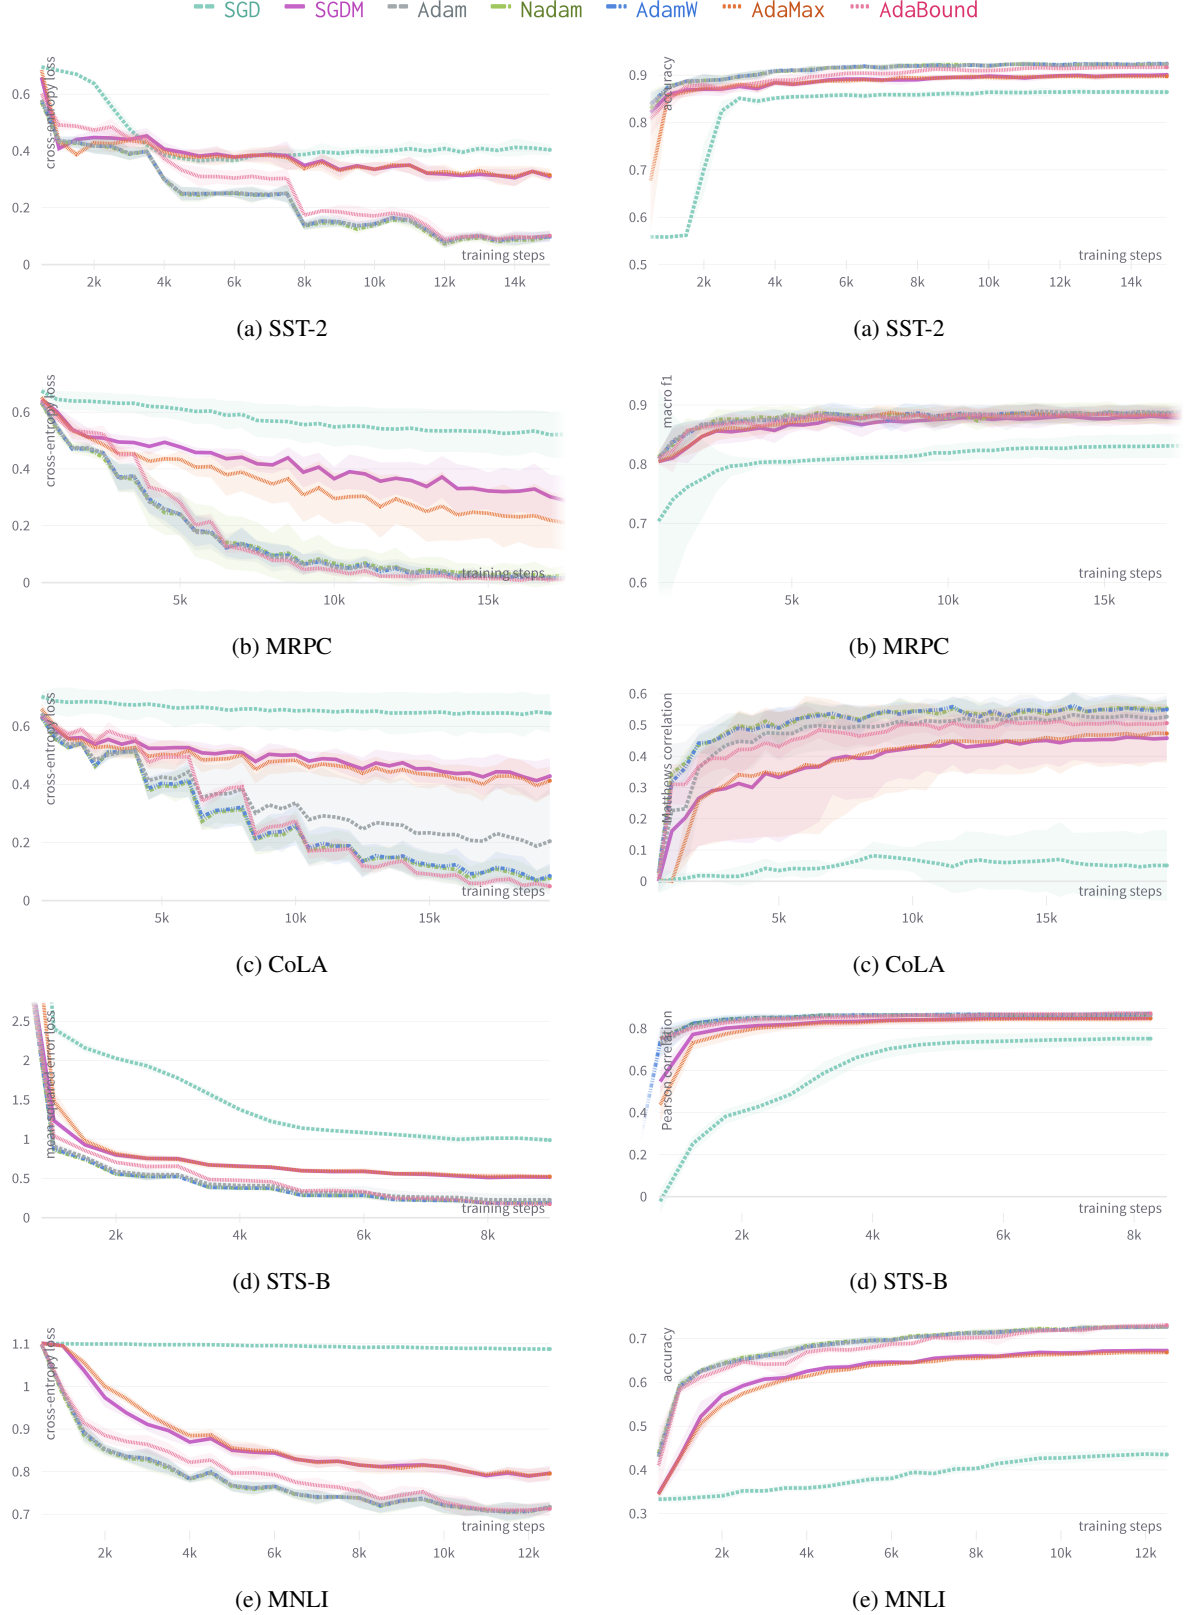 SGD SGDM Adam Nadam AdamW AdaMax AdaBound
cross-entropy loss
0.6
0.4
0.2
0
training steps
2k 4k 6k 8k 10k 12k 14k
(a) SST-2
accuracy
0.9
0.8
0.7
0.6
0.5
training steps
2k 4k 6k 8k 10k 12k 14k
(a) SST-2
cross-entropy loss
0.6
0.4
0.2
0
training steps
5k 10k 15k
(b) MRPC
macro f1
0.9
0.8
0.7
0.6
training steps
5k 10k 15k
(b) MRPC
cross-entropy loss
0.6
0.4
0.2
0
training steps
5k 10k 15k
(c) CoLA
Matthews correlation
0.6
0.5
0.4
0.3
0.2
0.1
0
training steps
5k 10k 15k
(c) CoLA
mean squared error loss
2.5
2
1.5
1
0.5
0
training steps
2k 4k 6k 8k
(d) STS-B
Pearson correlation
0.8
0.6
0.4
0.2
0
training steps
2k 4k 6k 8k
(d) STS-B
cross-entropy loss
1.1
1
0.9
0.8
0.7
training steps
2k 4k 6k 8k 10k 12k
(e) MNLI
accuracy
0.7
0.6
0.5
0.4
0.3
training steps
2k 4k 6k 8k 10k 12k
(e) MNLI